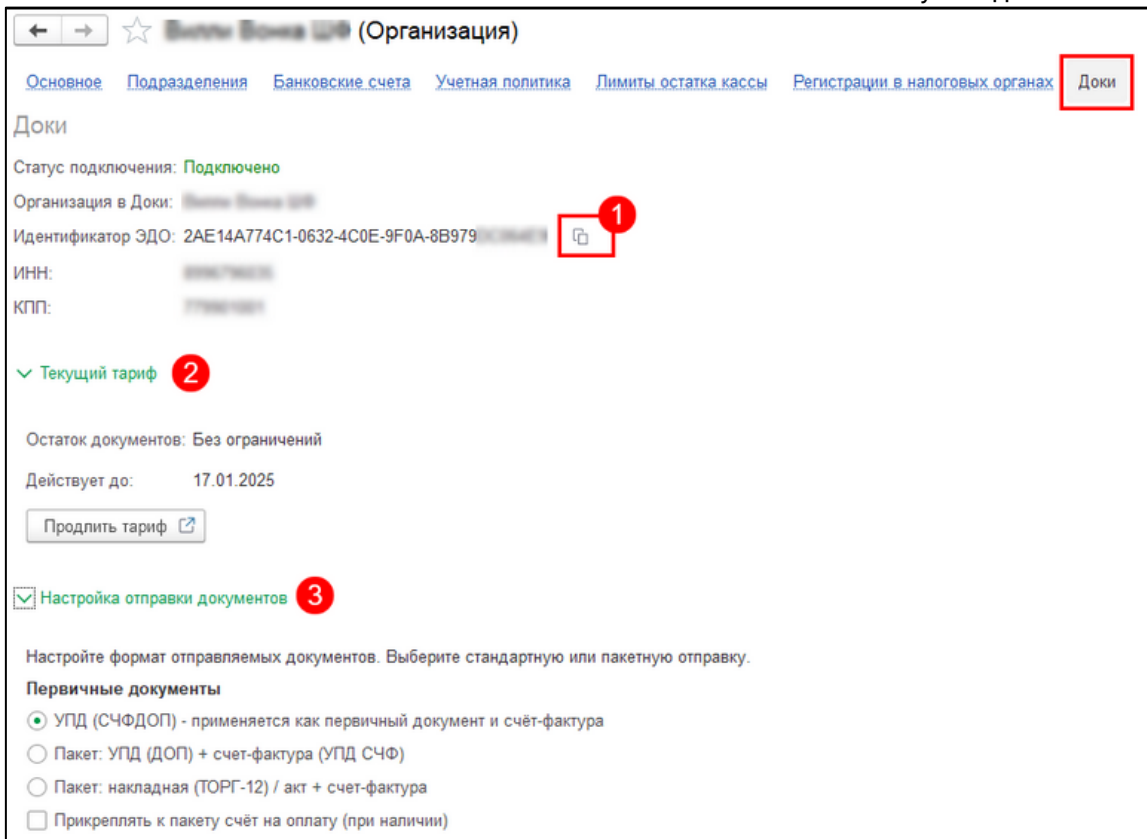 (Организация)
Основное Подразделения Банковские счета Учетная политика Лимиты остатка кассы Регистрации в налоговых органах Доки
Доки
Статус подключения: Подключено
Организация в Доки:
1
Идентификатор ЭДО: 2AE14A774C1-0632-4C0E-9F0A-8B979
ИНН:
КПП:
Текущий тариф 2
Остаток документов: Без ограничений
Действует до: 17.01.2025
Продлить тариф
Настройка отправки документов 3
Настройте формат отправляемых документов. Выберите стандартную или пакетную отправку.
Первичные документы
УПД (СЧФДОП) - применяется как первичный документ и счёт-фактура
Пакет: УПД (ДОП) + счет-фактура (УПД СЧФ)
Пакет: накладная (ТОРГ-12) / акт + счет-фактура
Прикреплять к пакету счёт на оплату (при наличии)